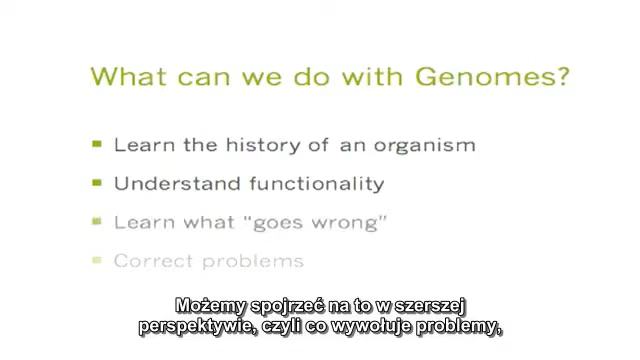 What can we do with Genomes?
Learn the history of an organism
Understand functionality
Learn what "goes wrong"
Correct problems
Możemy spojrzeć na to w szerszej
perspektywie, czyli co wywołuje problemy,